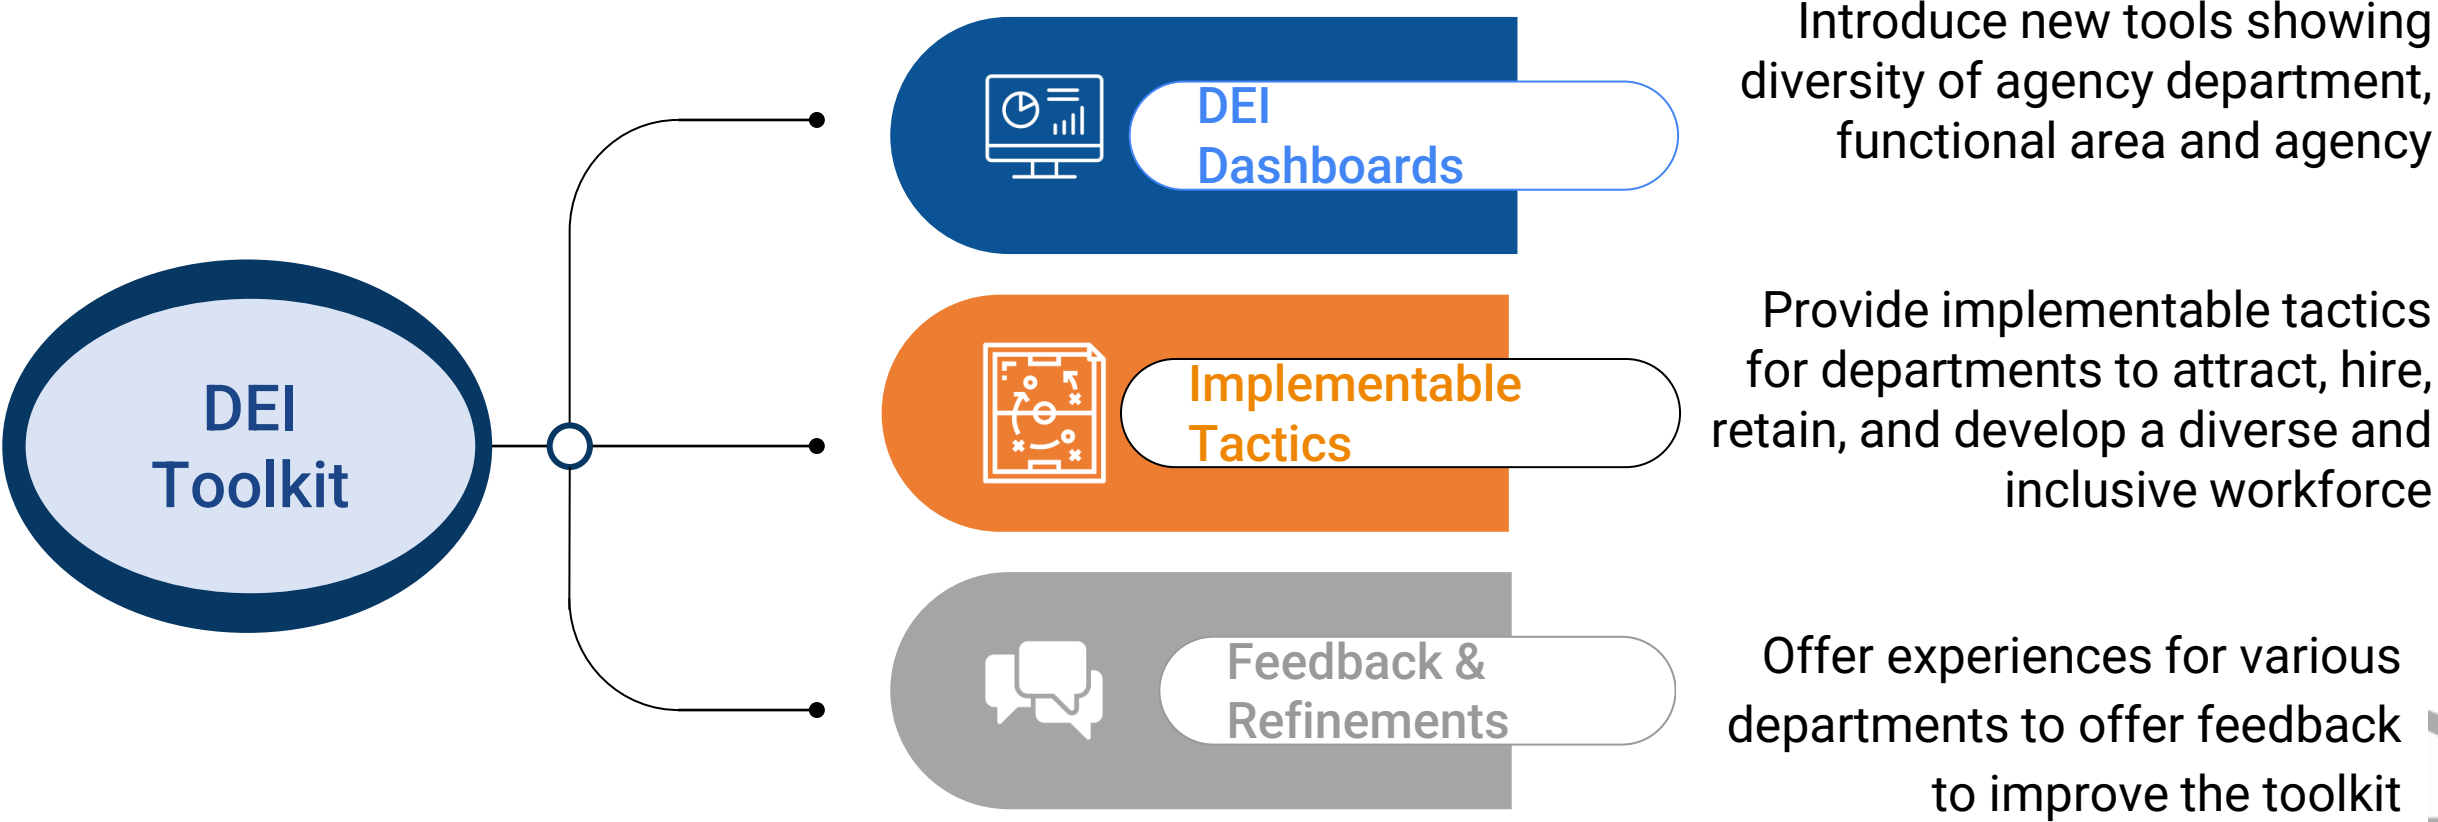 DEI
Toolkit
DEI
Dashboards
Introduce new tools showing
diversity of agency department,
functional area and agency
Implementable
Tactics
Provide implementable tactics
for departments to attract, hire,
retain, and develop a diverse and
inclusive workforce
Feedback &
Refinements
Offer experiences for various
departments to offer feedback
to improve the toolkit